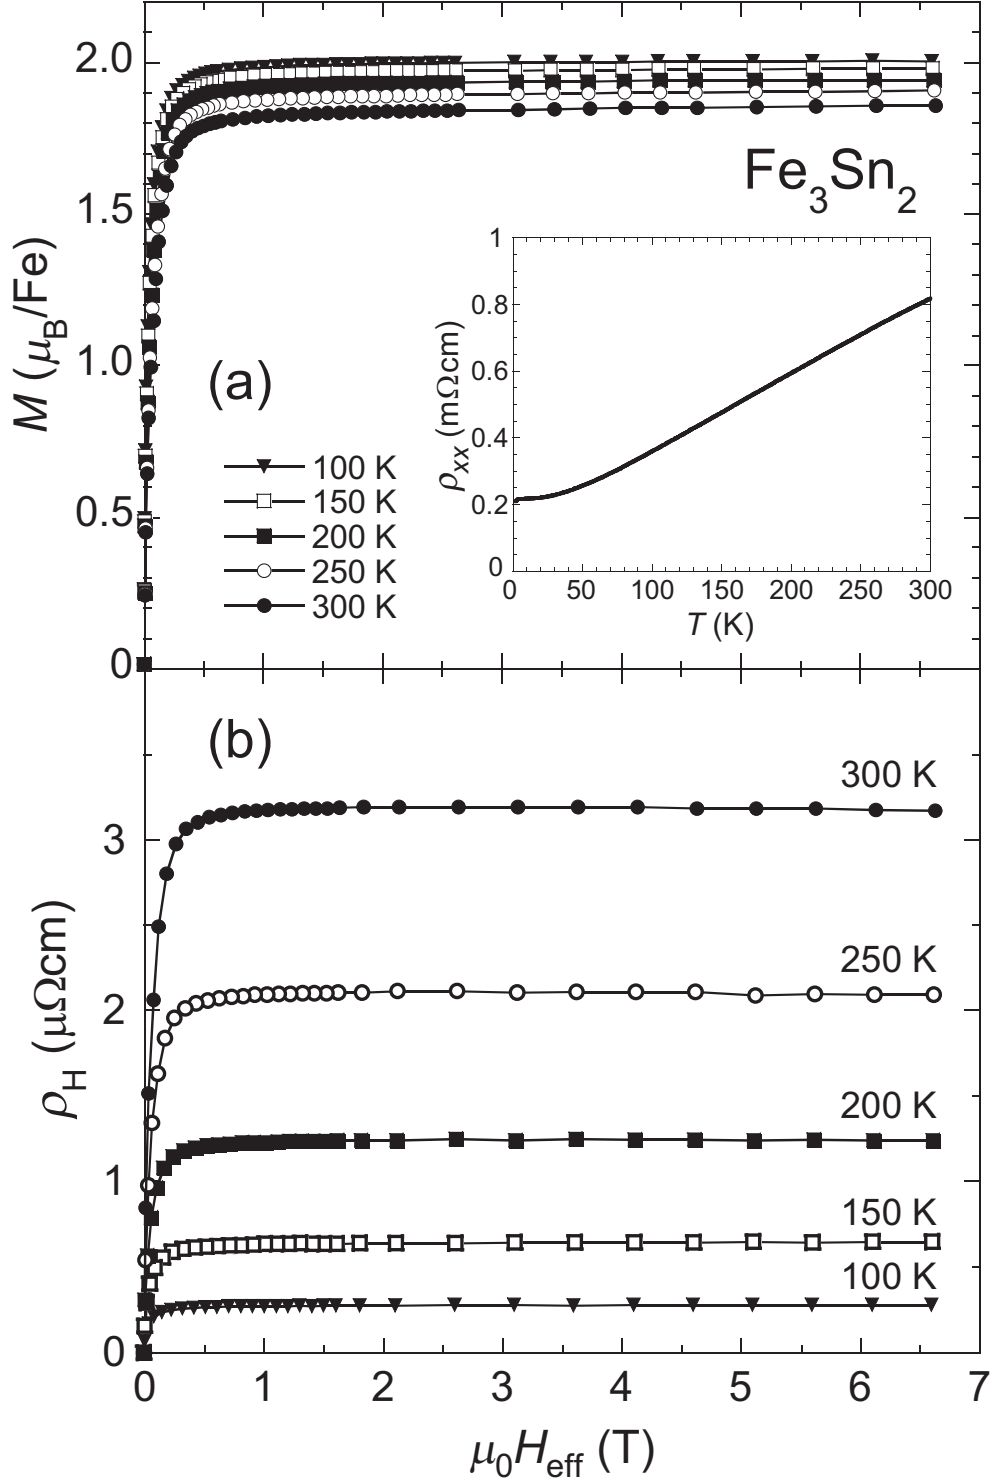 2.0
1.5
1.0
0.5
0
M (μB/Fe)
Fe3Sn2
(a)
100 K
150 K
200 K
250 K
300 K
1
0.8
0.6
0.4
0.2
0
ρxx (mΩcm)
0 50 100 150 200 250 300
T (K)
(b)
300 K
250 K
200 K
150 K
100 K
3
2
1
0
ρH (μΩcm)
0 1 2 3 4 5 6 7
μ0Heff (T)